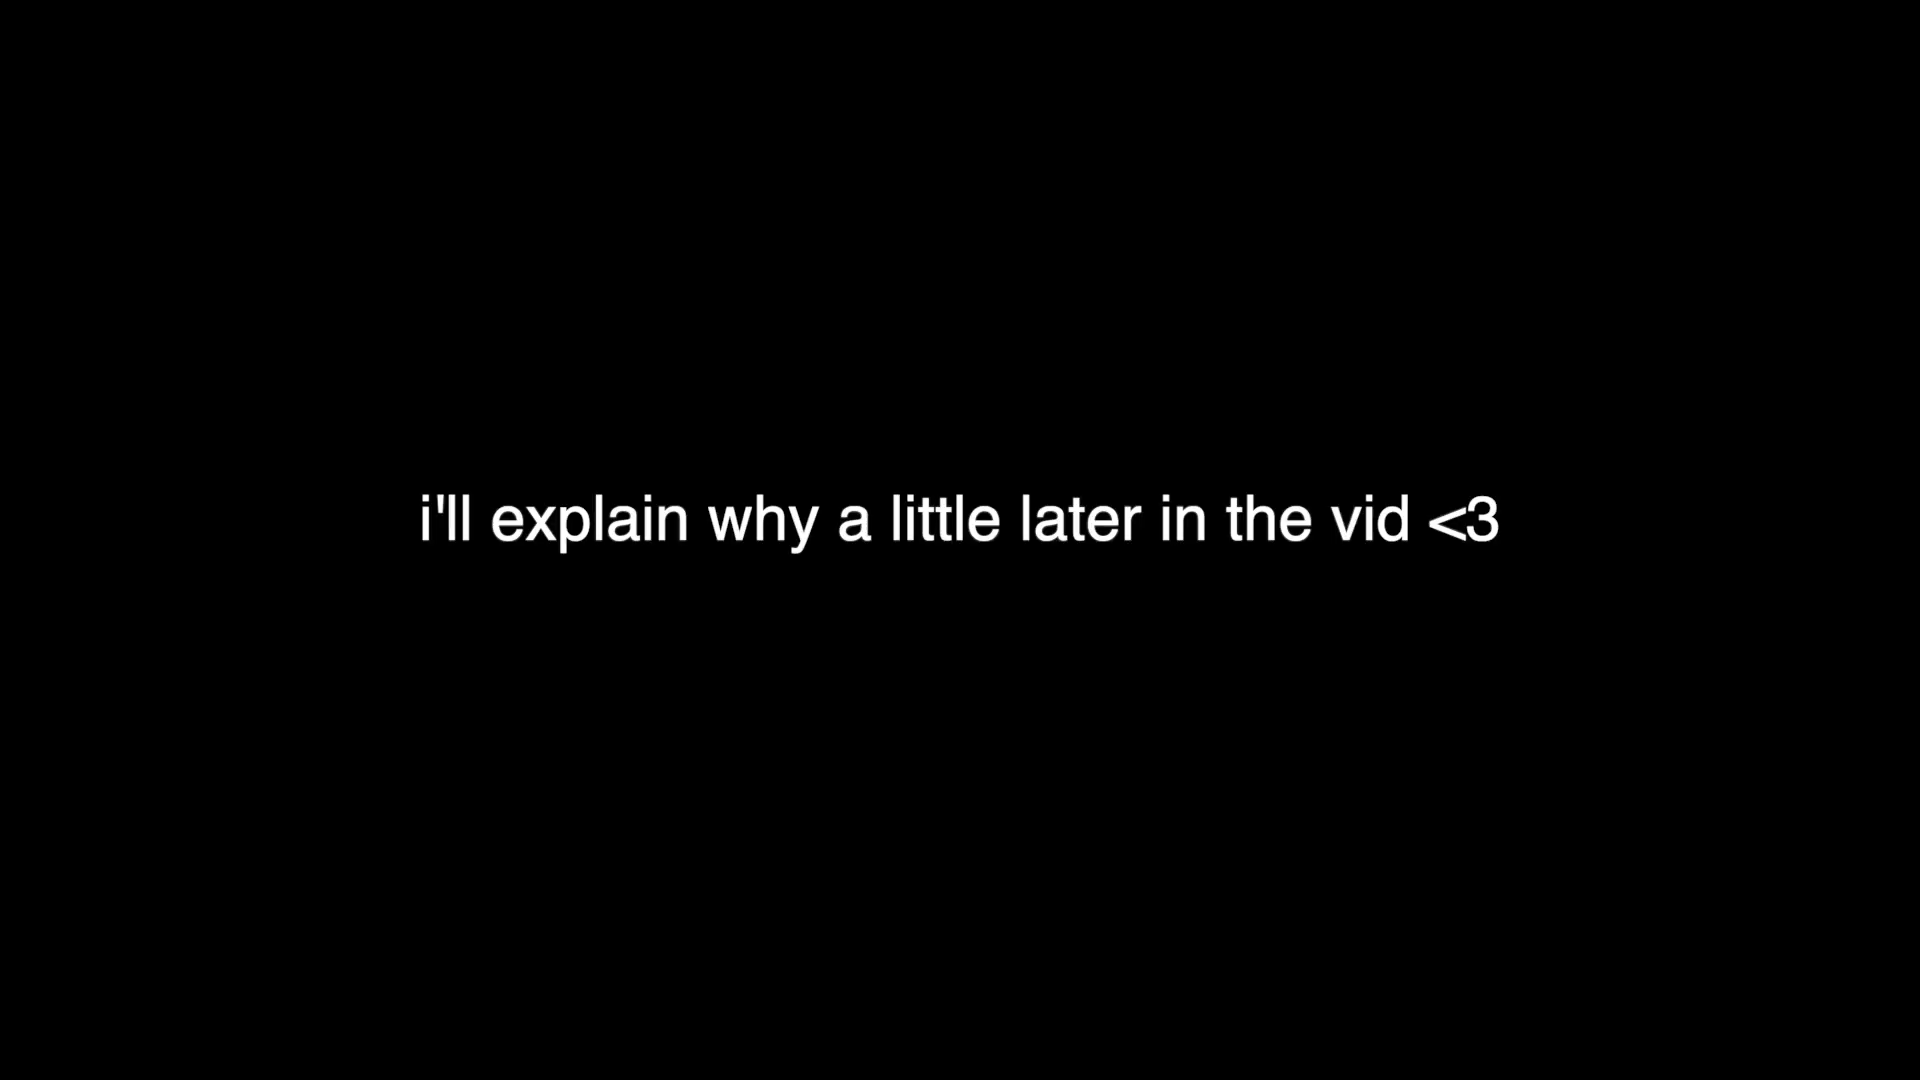 i'll explain why a little later in the vid <3